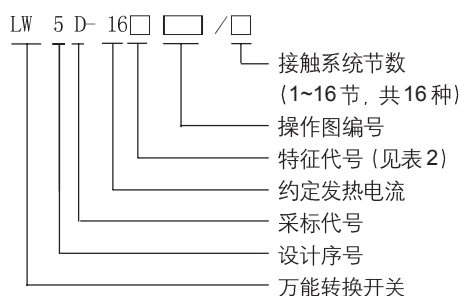 LW 5 D-16□ □ /□
接触系统节数
(1~16节, 共16种)
操作图编号
特征代号 (见表2)
约定发热电流
采标代号
设计序号
万能转换开关